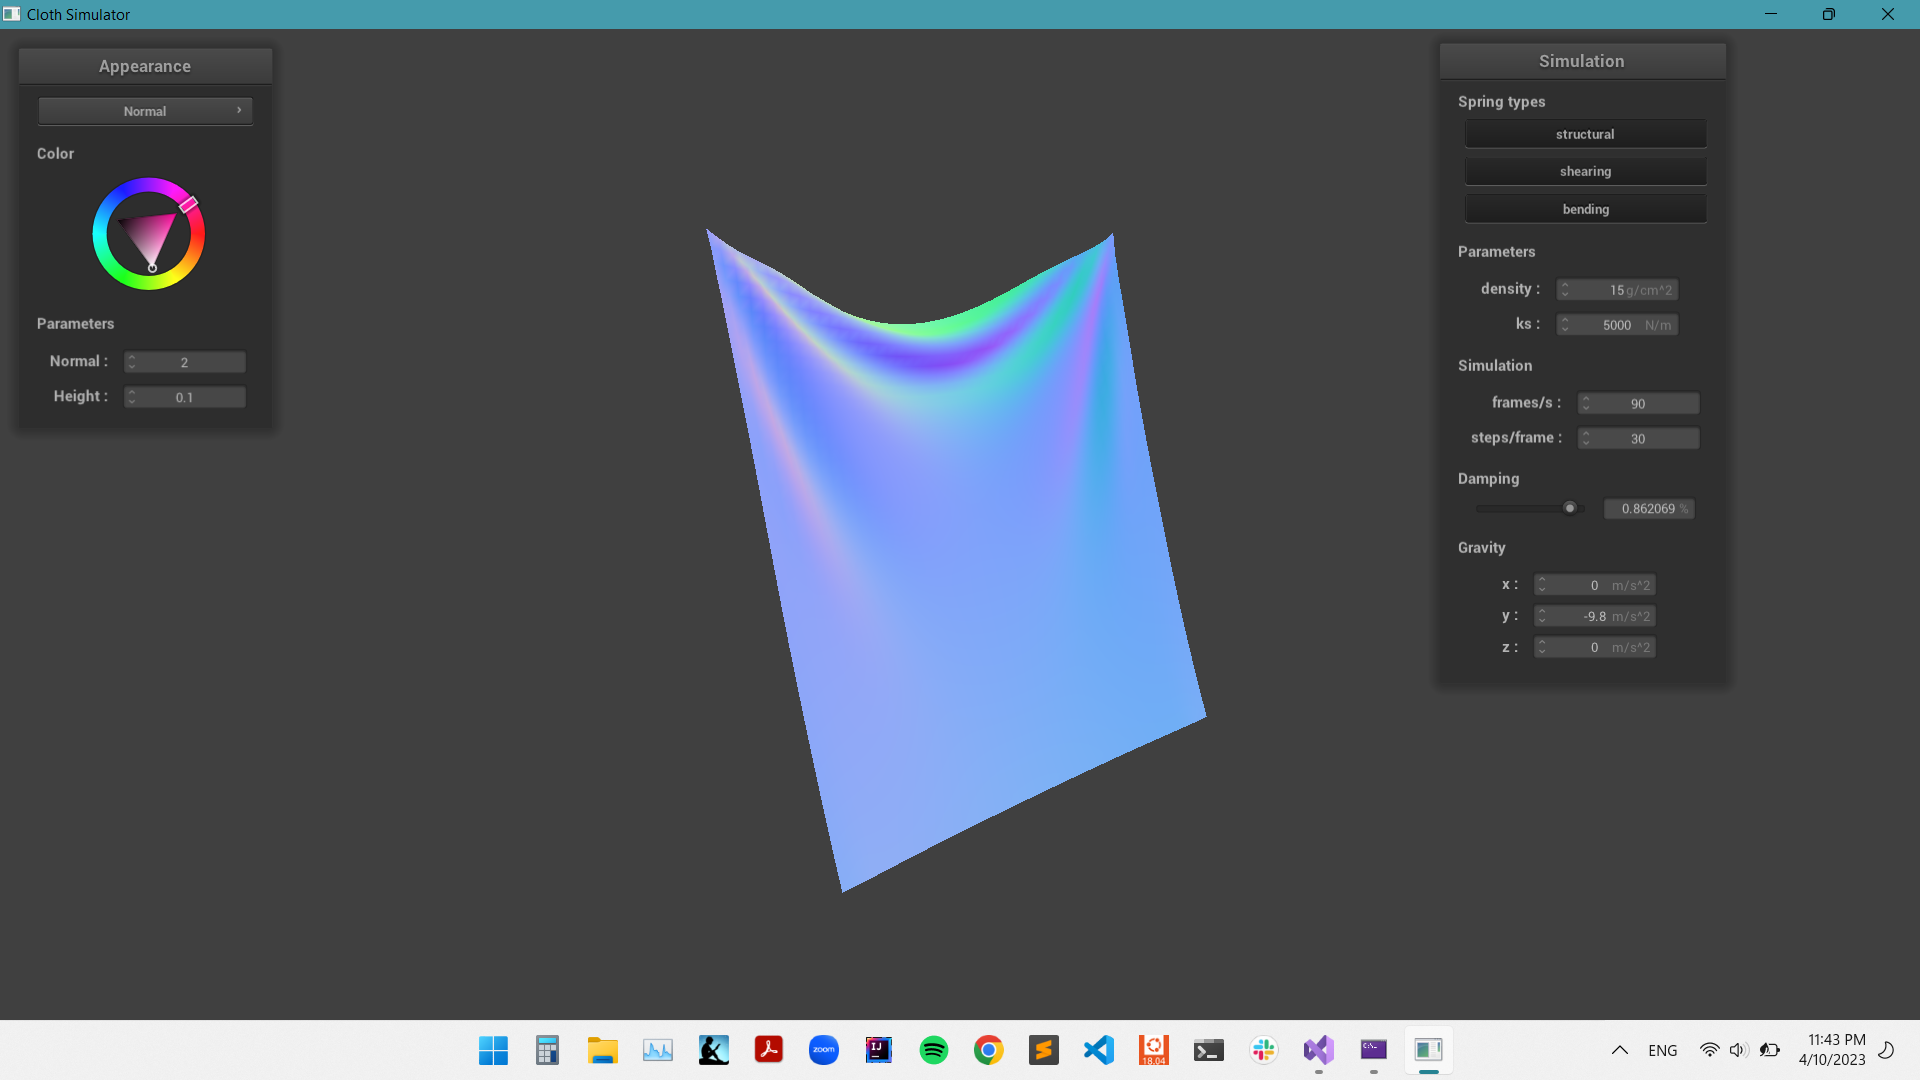 Cloth Simulator
Appearance
Normal
Color
Parameters
Normal : 2
Height : 0.1
Simulation
Spring types
structural
shearing
bending
Parameters
density : 15 g/cm^2
ks : 5000 N/m
Simulation
frames/s : 90
steps/frame : 30
Damping
0.862069 %
Gravity
x : 0 m/s^2
y : -9.8 m/s^2
z : 0 m/s^2
zoom
IJ
18.04
ENG
11:43 PM
4/10/2023